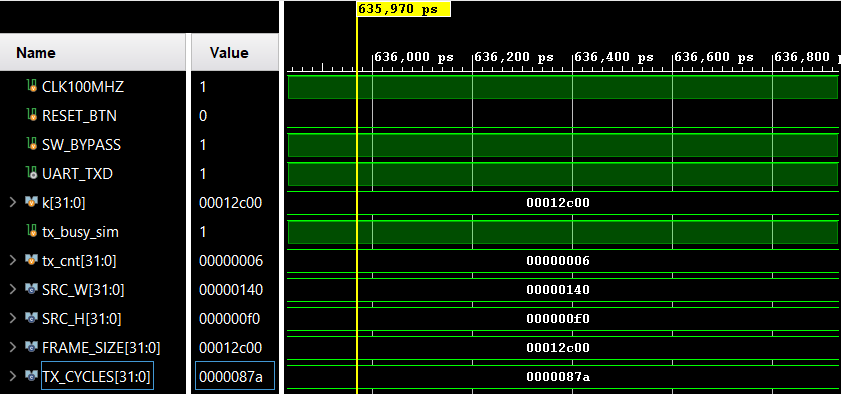 635,970 ps
Name Value
636,000 ps 636,200 ps 636,400 ps 636,600 ps 636,800 p
CLK100MHZ 1
RESET_BTN 0
SW_BYPASS 1
UART_TXD 1
k[31:0] 00012c00 00012c00
tx_busy_sim 1
tx_cnt[31:0] 00000006 00000006
SRC_W[31:0] 00000140 00000140
SRC_H[31:0] 000000f0 000000f0
FRAME_SIZE[31:0] 00012c00 00012c00
TX_CYCLES[31:0] 0000087a 0000087a